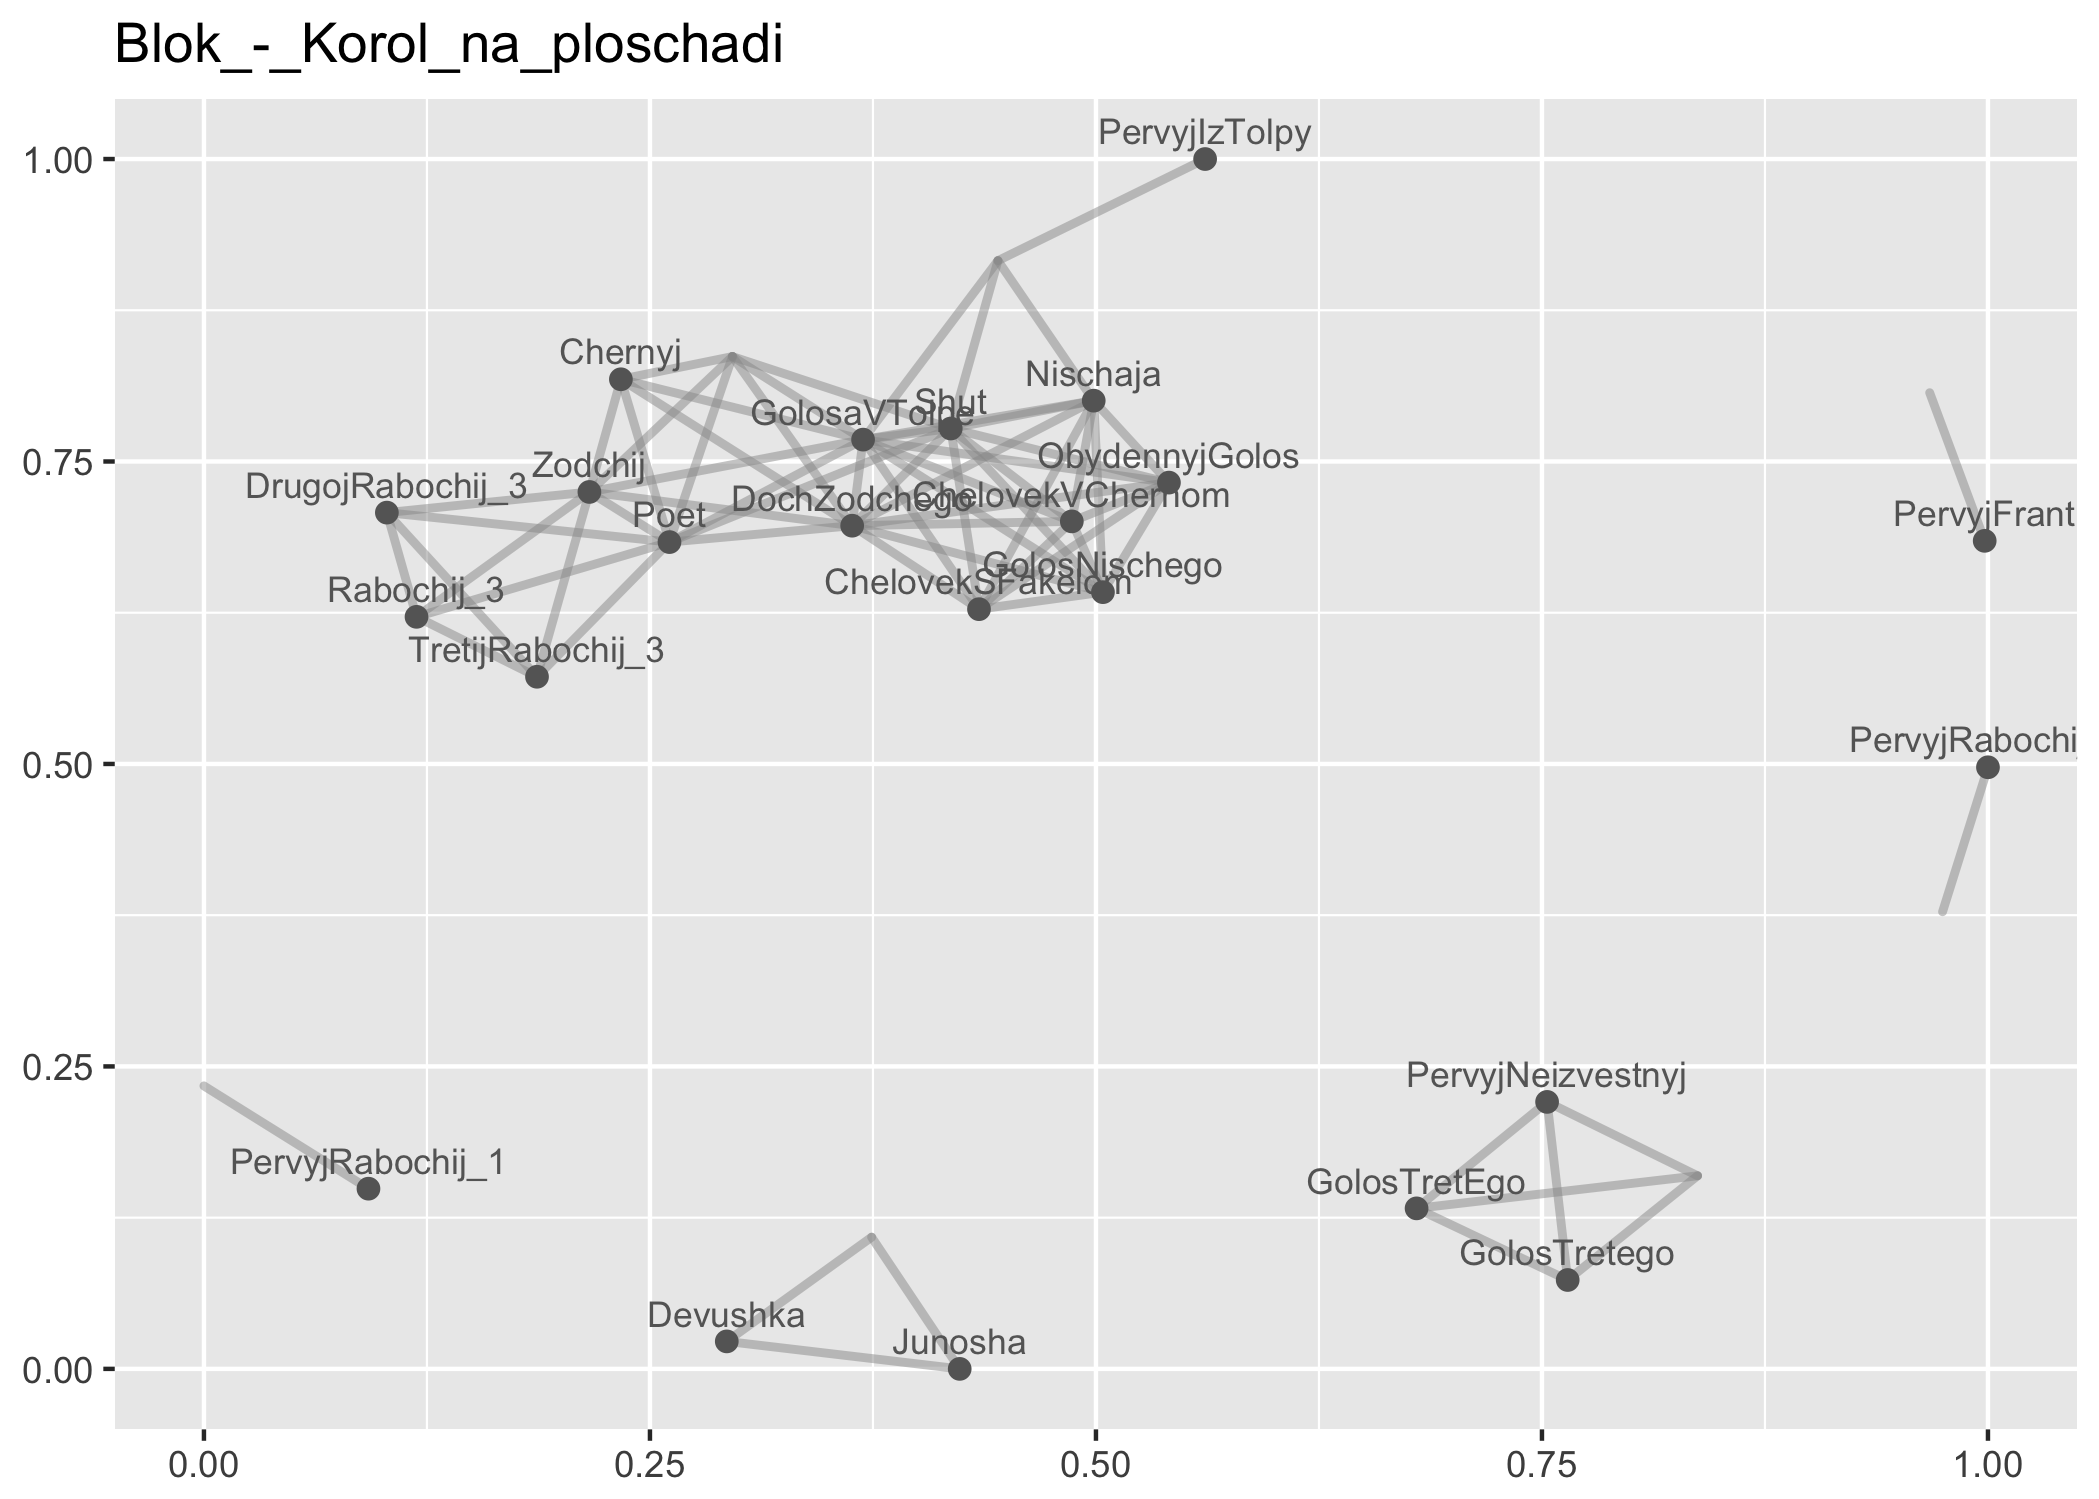 Blok_-_Korol_na_ploschadi
PervyjIzTolpy
1.00
Chernyj
Nischaja
Shut
GolosaVTolpe
0.75
Zodchij
ObydennyjGolos
DrugojRabochij_3
DochZodchego
ChelovekVChernom
Poet
PervyjFrant
GolosNischego
Rabochij_3
ChelovekSFakelom
TretijRabochij_3
PervyjRabochij
0.50
0.25
PervyjNeizvestnyj
PervyjRabochij_1
GolosTretEgo
GolosTretego
Devushka
Junosha
0.00
0.00 0.25 0.50 0.75 1.00